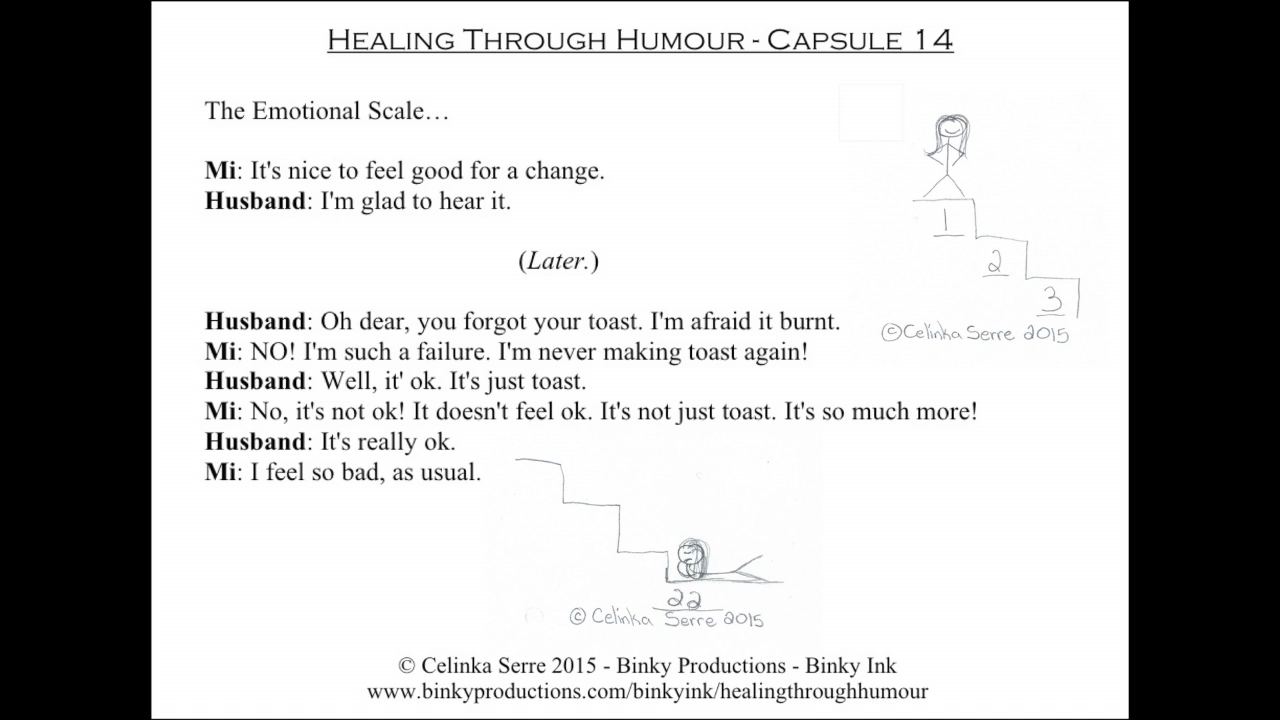 HEALING THROUGH HUMOUR - CAPSULE 14
The Emotional Scale…
Mi: It's nice to feel good for a change.
Husband: I'm glad to hear it.
1
2
3
(Later.)
Husband: Oh dear, you forgot your toast. I'm afraid it burnt.
©Celinka Serre 2015
Mi: NO! I'm such a failure. I'm never making toast again!
Husband: Well, it' ok. It's just toast.
Mi: No, it's not ok! It doesn't feel ok. It's not just toast. It's so much more!
Husband: It's really ok.
Mi: I feel so bad, as usual.
22
© Celinka Serre 2015
© Celinka Serre 2015 - Binky Productions - Binky Ink
www.binkyproductions.com/binkyink/healingthroughhumour